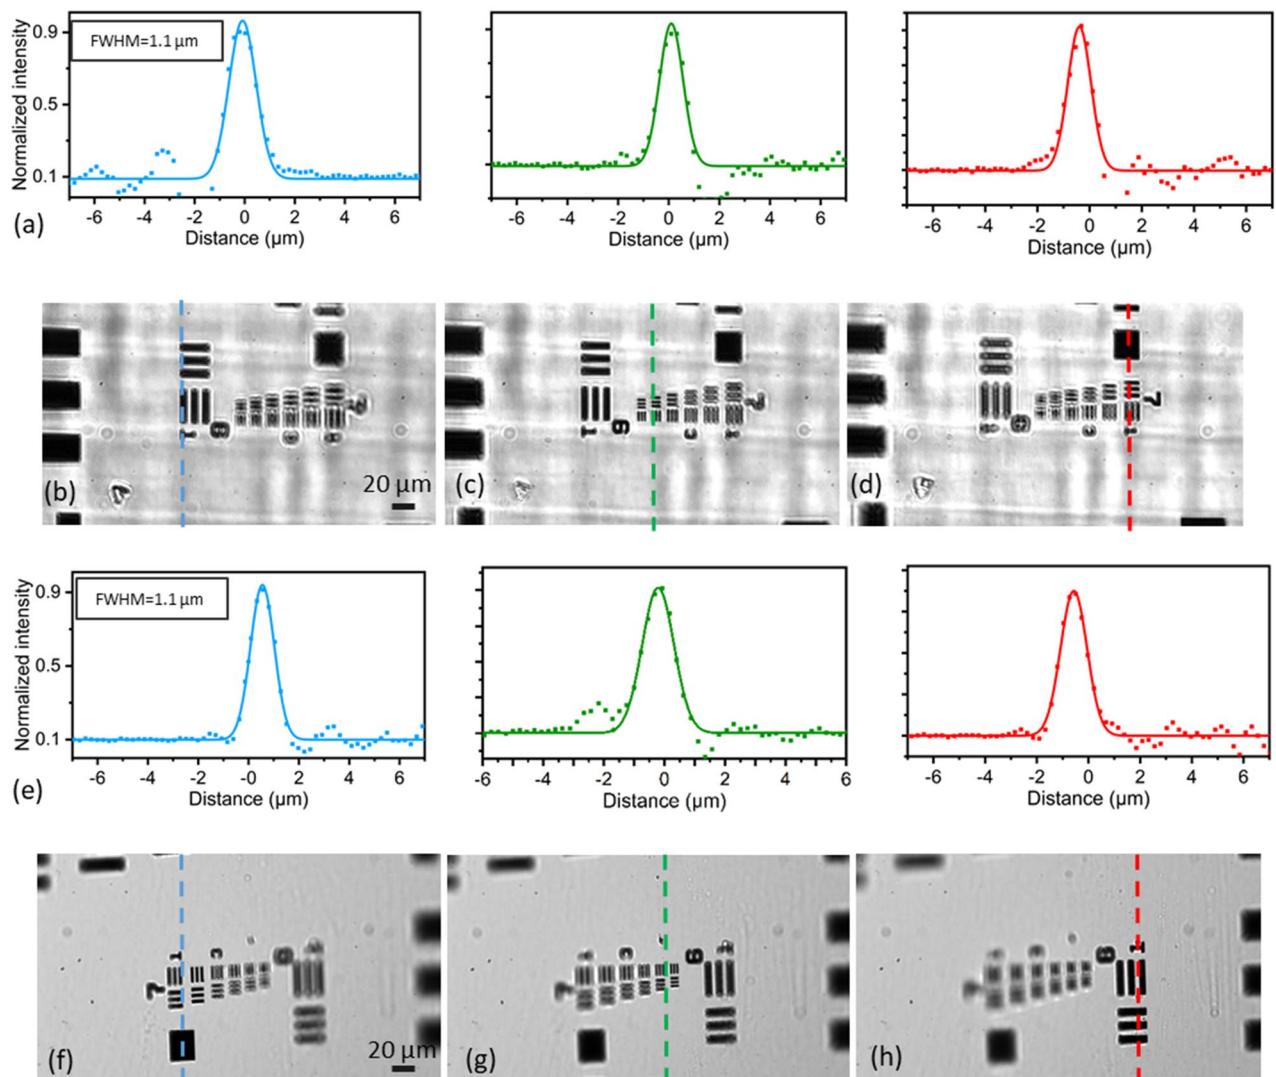 Normalized intensity
0.9
0.5
0.1
FWHM=1.1 µm
-6 -4 -2 0 2 4 6
Distance (µm)
-6 -4 -2 0 2 4 6
Distance (µm)
-6 -4 -2 0 2 4 6
Distance (µm)
(a)
(b)
20 µm
(c)
(d)
Normalized intensity
0.9
0.5
0.1
FWHM=1.1 µm
-6 -4 -2 -0 2 4 6
Distance (µm)
-6 -4 -2 0 2 4 6
Distance (µm)
-6 -4 -2 0 2 4 6
Distance (µm)
(e)
(f)
20 µm
(g)
(h)